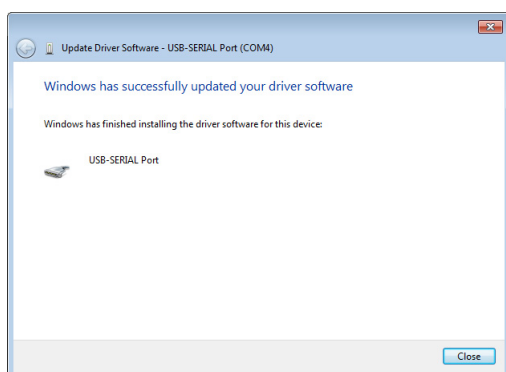 Update Driver Software - USB-SERIAL Port (COM4)
Windows has successfully updated your driver software
Windows has finished installing the driver software for this device:
USB-SERIAL Port
Close